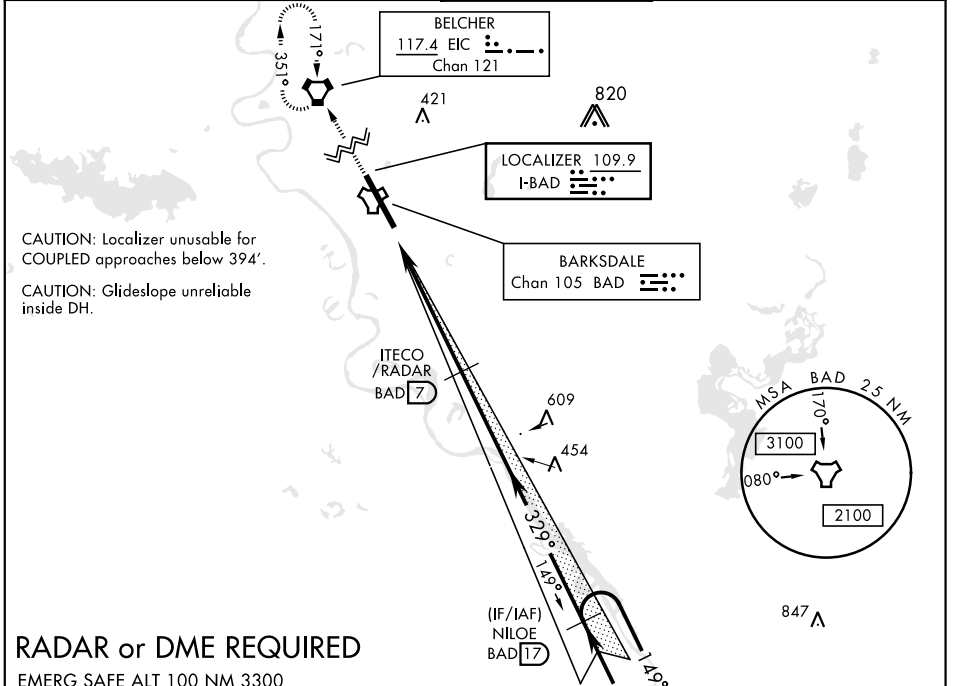 BELCHER
117.4 EIC
Chan 121
171°
351°
421
820
LOCALIZER 109.9
I-BAD
CAUTION: Localizer unusable for
COUPLED approaches below 394'.
CAUTION: Glideslope unreliable
inside DH.
BARKSDALE
Chan 105 BAD
ITECO
/RADAR
BAD 7
609
454
MSA BAD 25 NM
170°
3100
080°
2100
329°
149°
(IF/IAF)
NILOE
BAD 17
149°
847
RADAR or DME REQUIRED
EMERG SAFE ALT 100 NM 3300